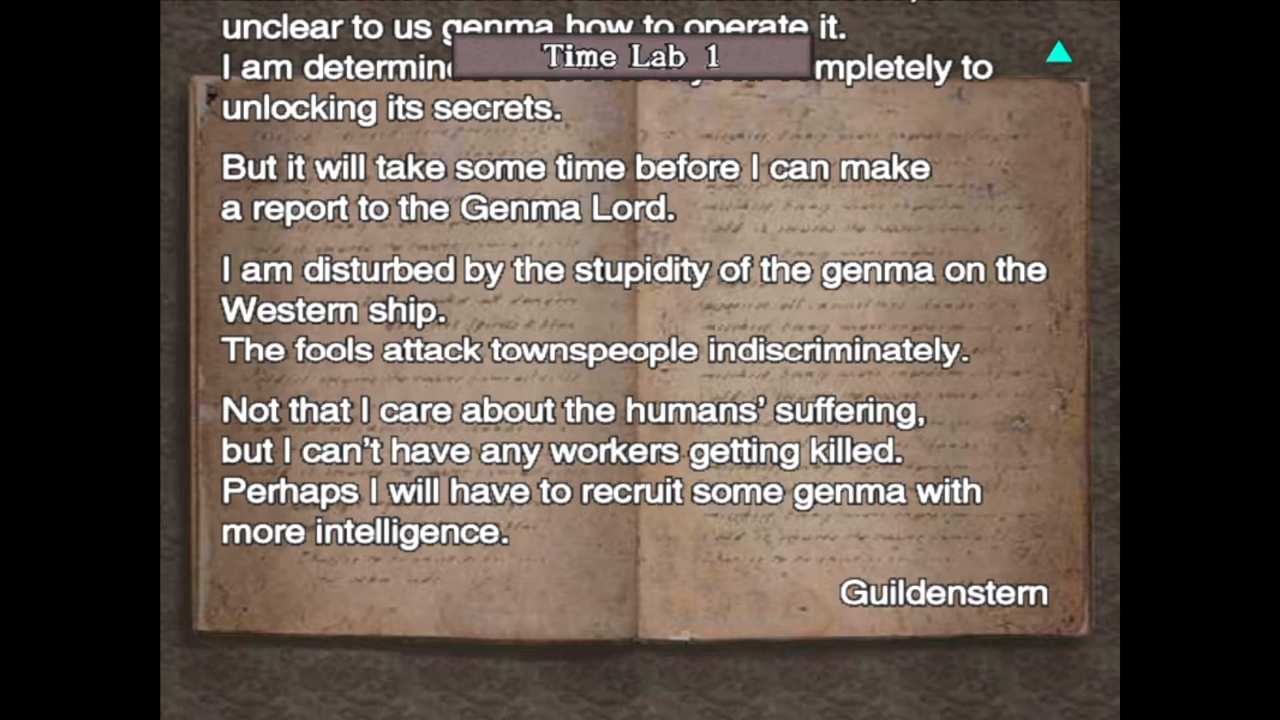 unclear to us genma how to operate it.
Time Lab 1
I am determine mpletely to
unlocking its secrets.
But it will take some time before I can make
a report to the Genma Lord.
I am disturbed by the stupidity of the genma on the
Western ship.
The fools attack townspeople indiscriminately.
Not that I care about the humans' suffering,
but I can't have any workers getting killed.
Perhaps I will have to recruit some genma with
more intelligence.
Guildenstern